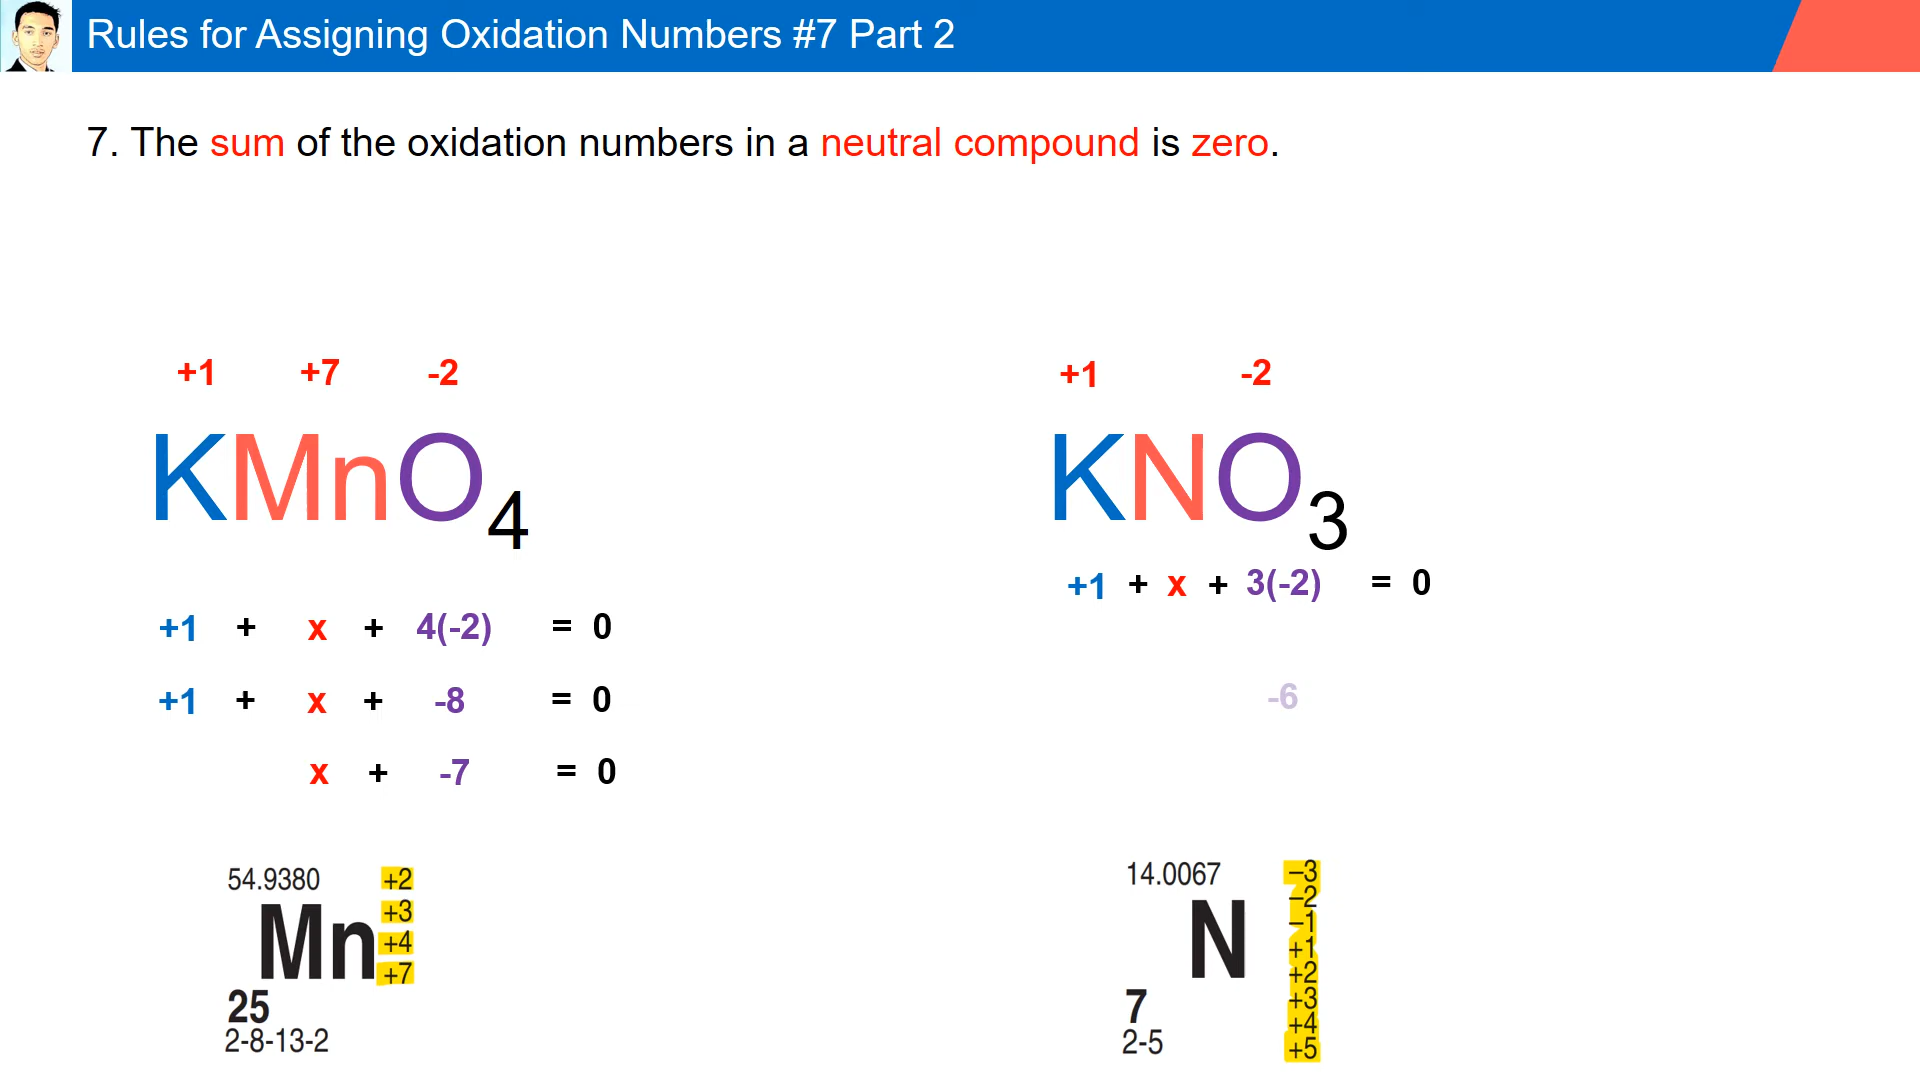 Rules for Assigning Oxidation Numbers #7 Part 2
7. The sum of the oxidation numbers in a neutral compound is zero.
+1 +7 -2
KMnO4
+1 + x + 4(-2) = 0
+1 + x + -8 = 0
x + -7 = 0
54.9380
Mn
+2
+3
+4
+7
25
2-8-13-2
+1 -2
KNO3
+1 + x + 3(-2) = 0
-6
14.0067
N
–3
–2
–1
+1
+2
+3
+4
+5
7
2-5